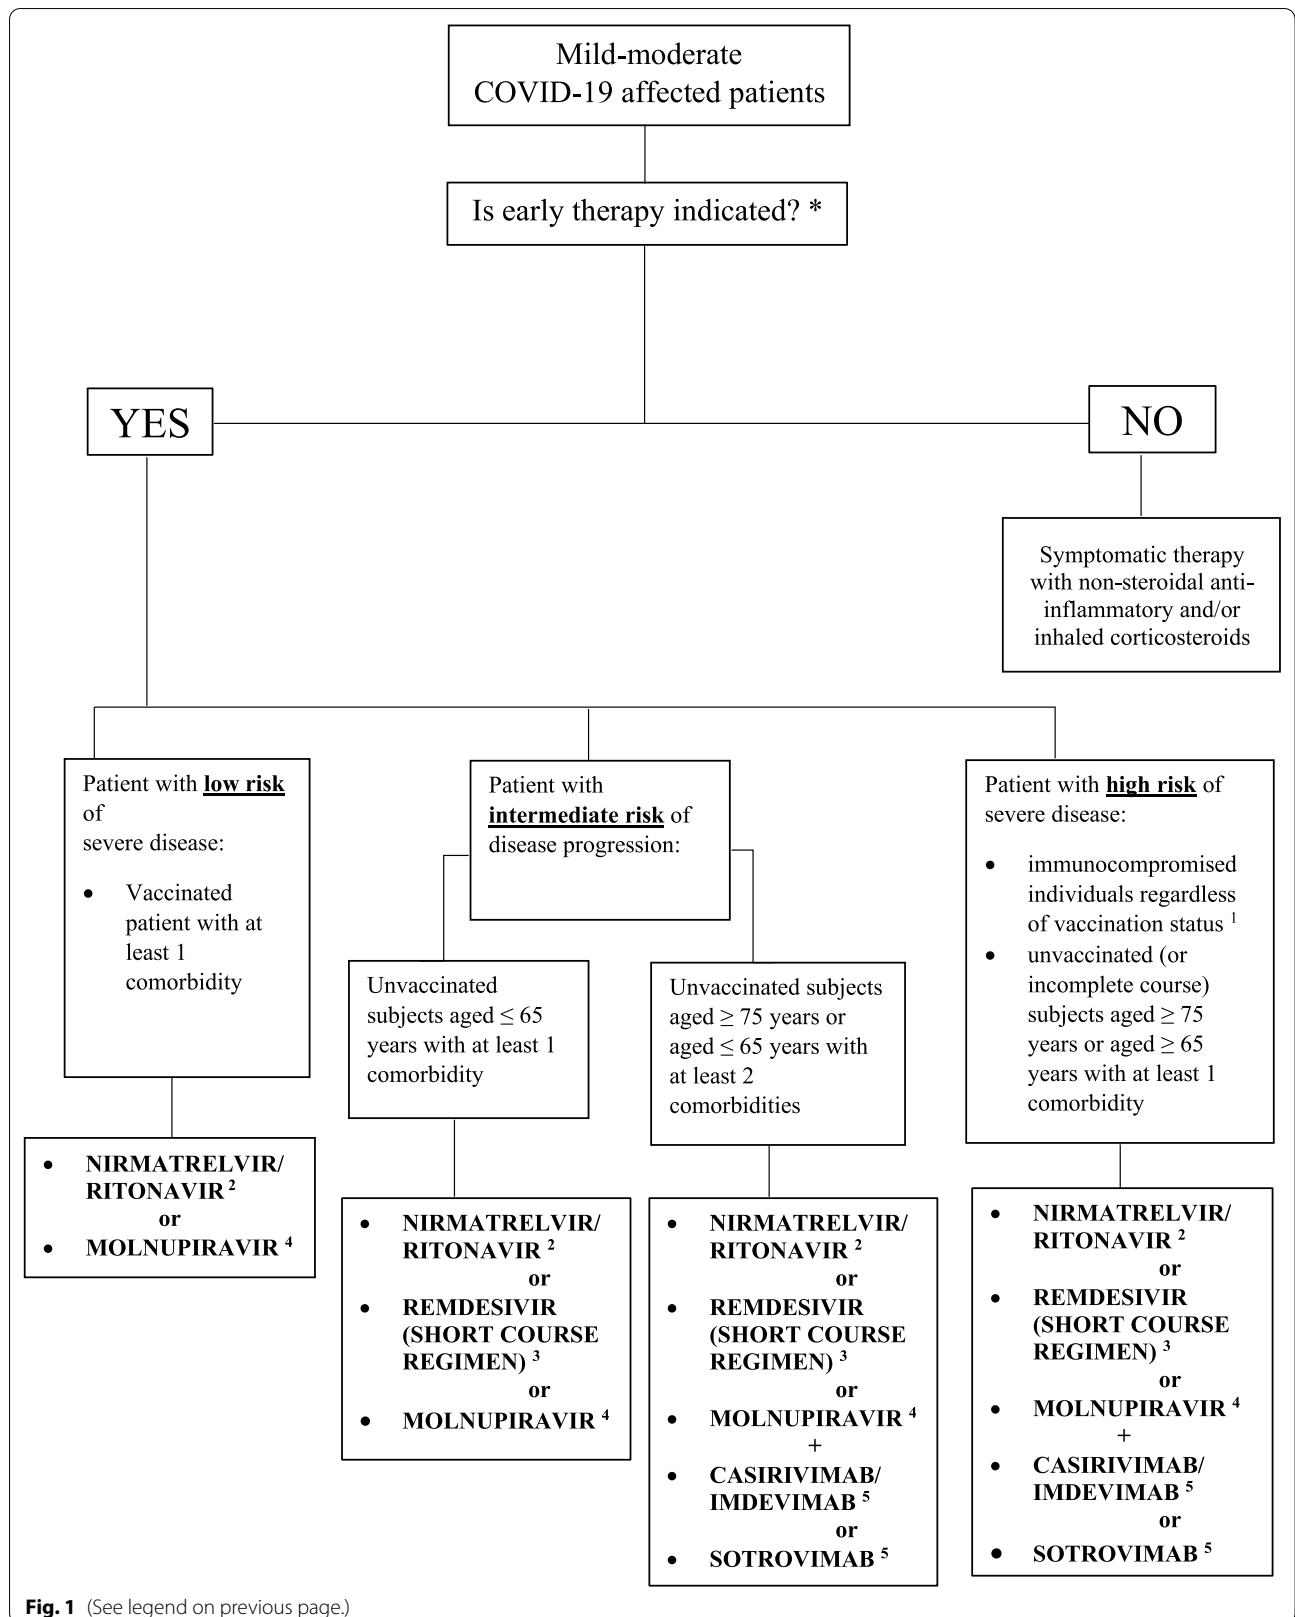 Mild-moderate
COVID-19 affected patients
Is early therapy indicated? *
YES
NO
Symptomatic therapy
with non-steroidal anti-
inflammatory and/or
inhaled corticosteroids
Patient with low risk
of
severe disease:
• Vaccinated
patient with at
least 1
comorbidity
Patient with
intermediate risk of
disease progression:
Patient with high risk of
severe disease:
• immunocompromised
individuals regardless
of vaccination status 1
• unvaccinated (or
incomplete course)
subjects aged ≥ 75
years or aged ≥ 65
years with at least 1
comorbidity
Unvaccinated
subjects aged ≤ 65
years with at least 1
comorbidity
Unvaccinated subjects
aged ≥ 75 years or
aged ≤ 65 years with
at least 2
comorbidities
• NIRMATRELVIR/
RITONAVIR 2
or
• MOLNUPIRAVIR 4
• NIRMATRELVIR/
RITONAVIR 2
or
• REMDESIVIR
(SHORT COURSE
REGIMEN) 3
or
• MOLNUPIRAVIR 4
• NIRMATRELVIR/
RITONAVIR 2
or
• REMDESIVIR
(SHORT COURSE
REGIMEN) 3
or
• MOLNUPIRAVIR 4
+
• CASIRIVIMAB/
IMDEVIMAB 5
or
• SOTROVIMAB 5
• NIRMATRELVIR/
RITONAVIR 2
or
• REMDESIVIR
(SHORT COURSE
REGIMEN) 3
or
• MOLNUPIRAVIR 4
+
• CASIRIVIMAB/
IMDEVIMAB 5
or
• SOTROVIMAB 5
Fig. 1 (See legend on previous page.)